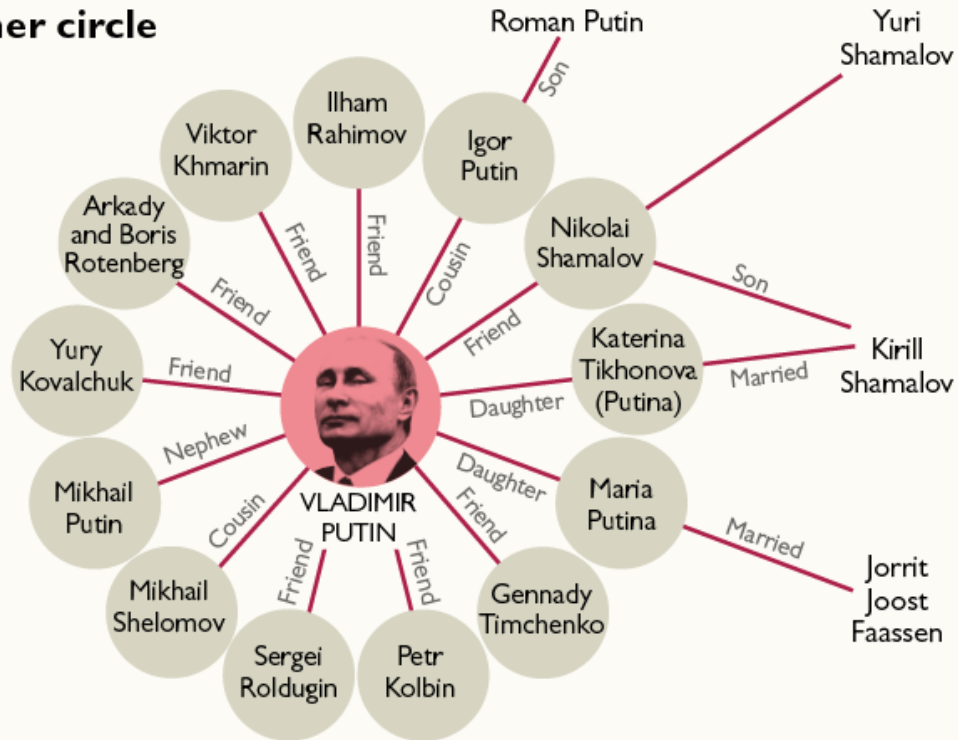 ner circle
Roman Putin
Yuri
Shamalov
Son
Ilham
Rahimov
Viktor
Khmarin
Igor
Putin
Arkady
and Boris
Rotenberg
Nikolai
Shamalov
Friend
Friend
Cousin
Friend
Friend
Son
Yury
Kovalchuk
Friend
Katerina
Tikhonova
(Putina)
Married
Kirill
Shamalov
Daughter
Nephew
Daughter
Mikhail
Putin
Maria
Putina
VLADIMIR
PUTIN
Cousin
Friend
Friend
Friend
Married
Mikhail
Shelomov
Gennady
Timchenko
Jorrit
Joost
Faassen
Sergei
Roldugin
Petr
Kolbin